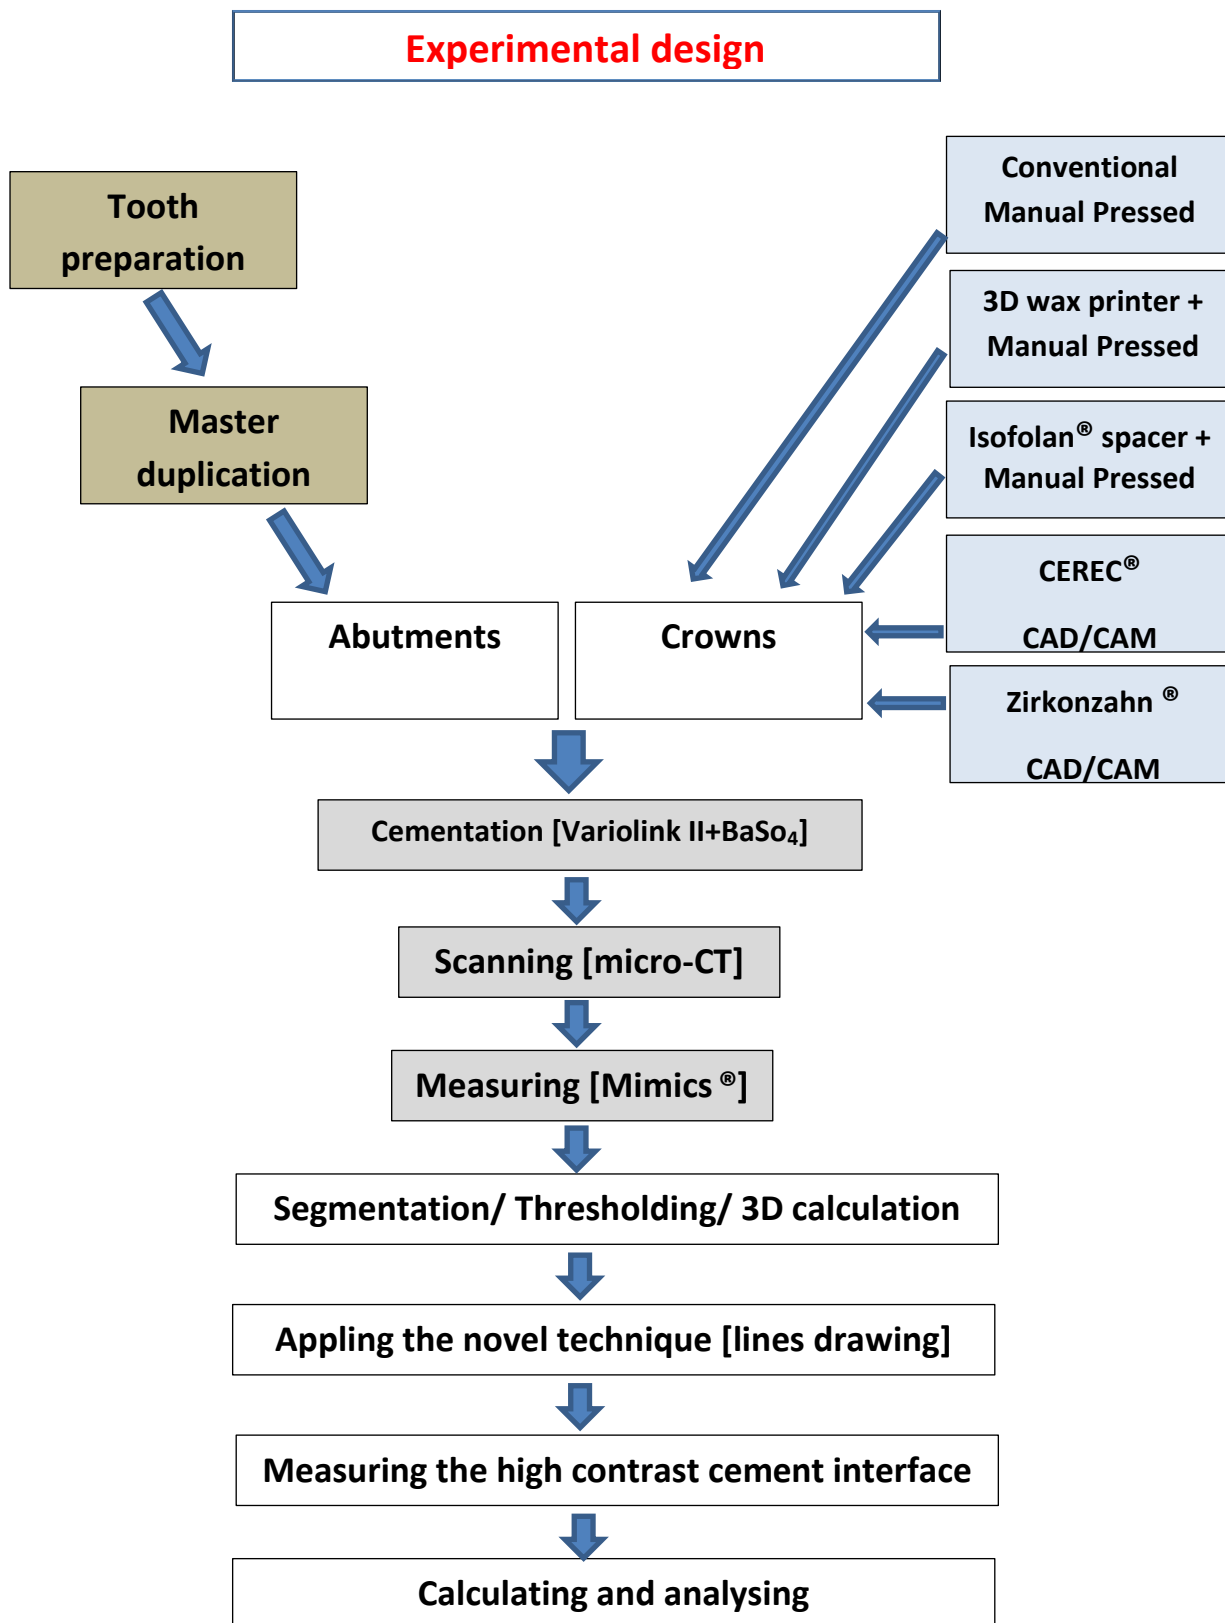 Experimental design
Tooth
preparation
Master
duplication
Conventional
Manual Pressed
3D wax printer +
Manual Pressed
Isofolan® spacer +
Manual Pressed
CEREC®
CAD/CAM
Zirkonzahn ®
CAD/CAM
Abutments
Crowns
Cementation [Variolink II+BaSo₄]
Scanning [micro-CT]
Measuring [Mimics ®]
Segmentation/ Thresholding/ 3D calculation
Appling the novel technique [lines drawing]
Measuring the high contrast cement interface
Calculating and analysing